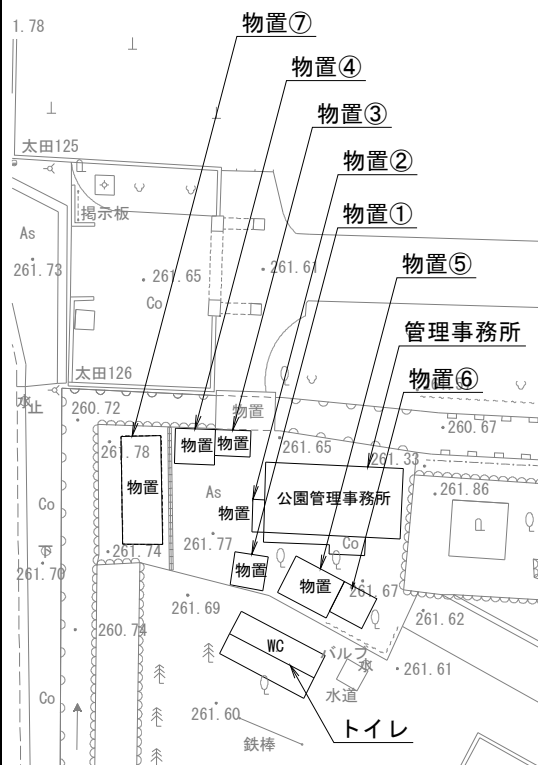 1.78
物置⑦
物置④
物置③
太田125
物置②
掲示板
物置①
As
261.73
261.65
261.61
Co
物置⑤
管理事務所
太田126
物置⑥
止水
260.72
物置
261.78
物置
物置
261.65
260.67
261.33
物置
As
公園管理事務所
261.86
Co
物置
261.77
Co
下
261.74
261.70
物置
物置
261.67
261.69
261.62
260.74
WC
バルブ
水
261.61
Co
水道
261.60
トイレ
鉄棒